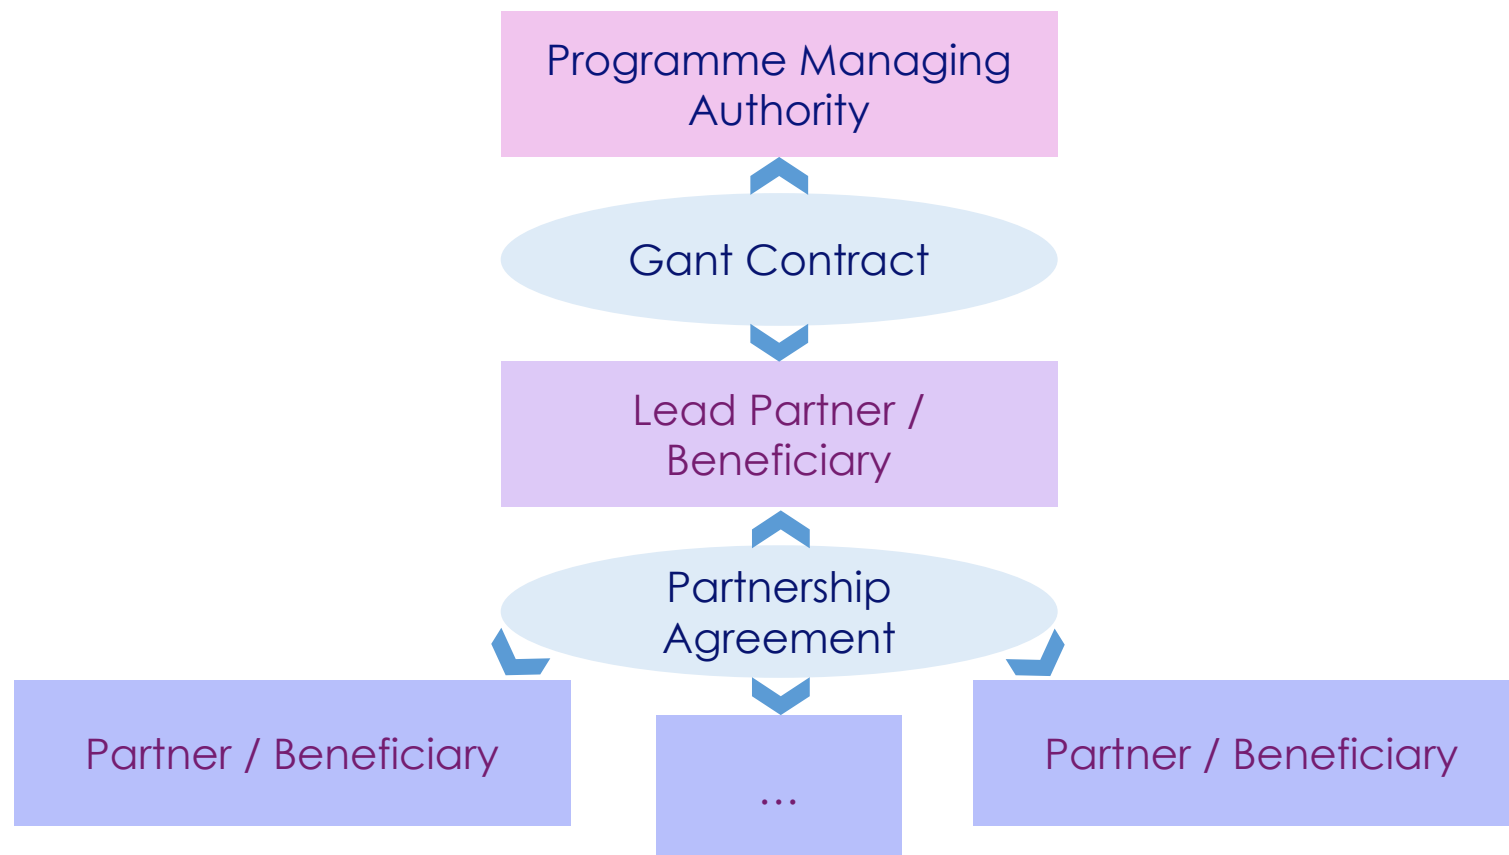 Programme Managing
Authority
Gant Contract
Lead Partner /
Beneficiary
Partnership
Agreement
Partner / Beneficiary
…
Partner / Beneficiary